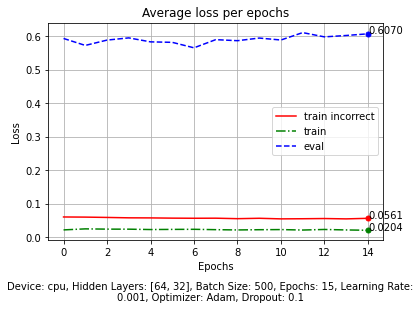 Average loss per epochs
0.6070
0.6
0.5
0.4
0.3
0.2
0.1
0.0
Loss
train incorrect
train
eval
0.0561
0.0204
0 2 4 6 8 10 12 14
Epochs
Device: cpu, Hidden Layers: [64, 32], Batch Size: 500, Epochs: 15, Learning Rate:
0.001, Optimizer: Adam, Dropout: 0.1